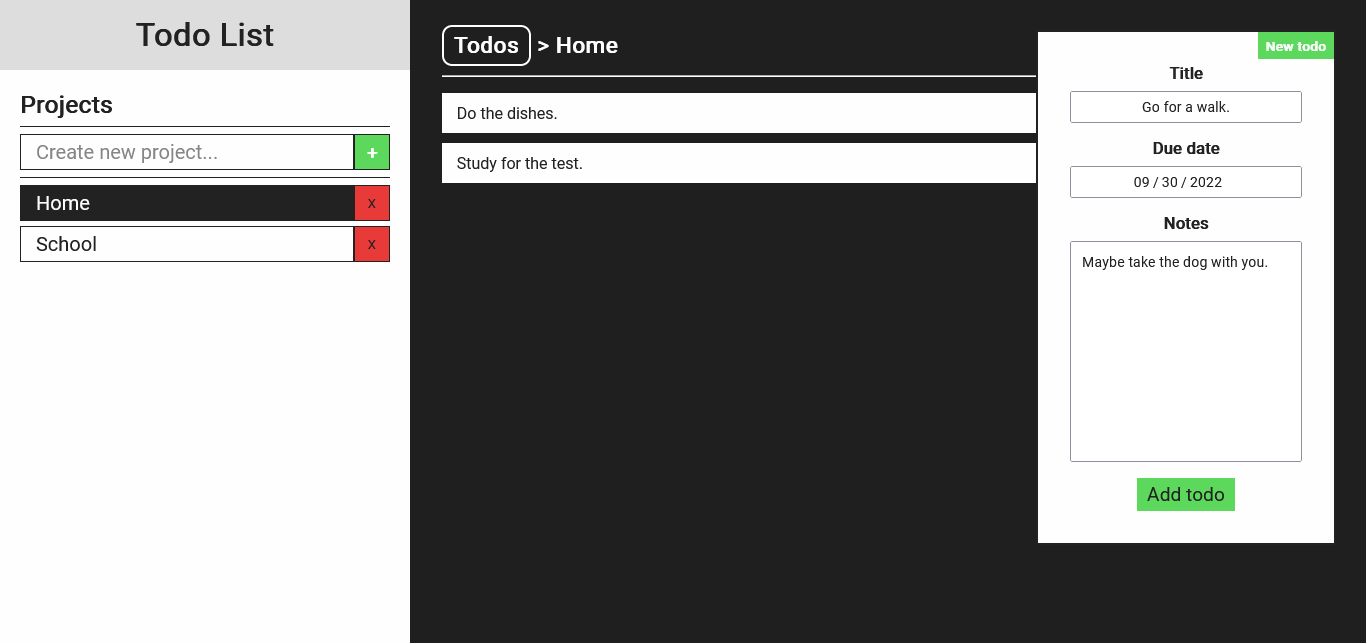 Todo List
Projects
Create new project...
+
Home
x
School
x
Todos > Home
Do the dishes.
Study for the test.
New todo
Title
Go for a walk.
Due date
09 / 30 / 2022
Notes
Maybe take the dog with you.
Add todo